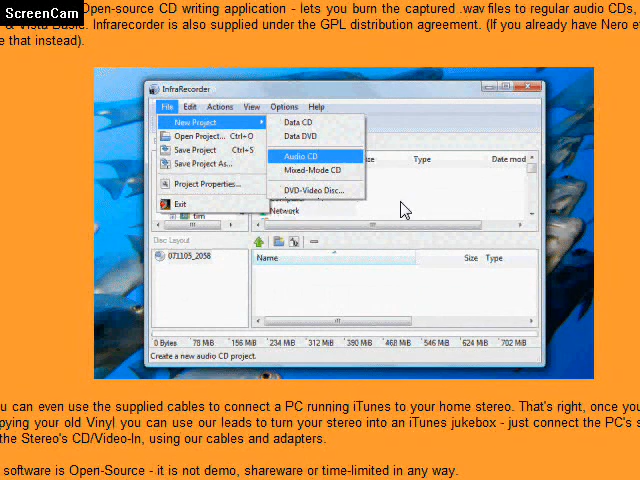 ScreenCam
Open-source CD writing application - lets you burn the captured .wav files to regular audio CDs,
Infrarecorder is also supplied under the GPL distribution agreement. (If you already have Nero
that instead).
InfraRecorder
File Edit Actions View Options Help
New Project
Open Project... Ctrl+O
Save Project Ctrl+S
Save Project As...
Project Properties...
Exit
Data CD
Data DVD
Audio CD
Mixed-Mode CD
DVD-Video Disc...
Type Date mod
Network
tim
Disc Layout
071105_2058
Name Size Type
0 Bytes 78 MiB 156 MiB 234 MiB 312 MiB 390 MiB 468 MiB 546 MiB 624 MiB 702 MiB
Create a new audio CD project.
u can even use the supplied cables to connect a PC running iTunes to your home stereo. That's right, once you
pying your old Vinyl you can use our leads to turn your stereo into an iTunes jukebox - just connect the PC's
the Stereo's CD/Video-In, using our cables and adapters.
software is Open-Source - it is not demo, shareware or time-limited in any way.